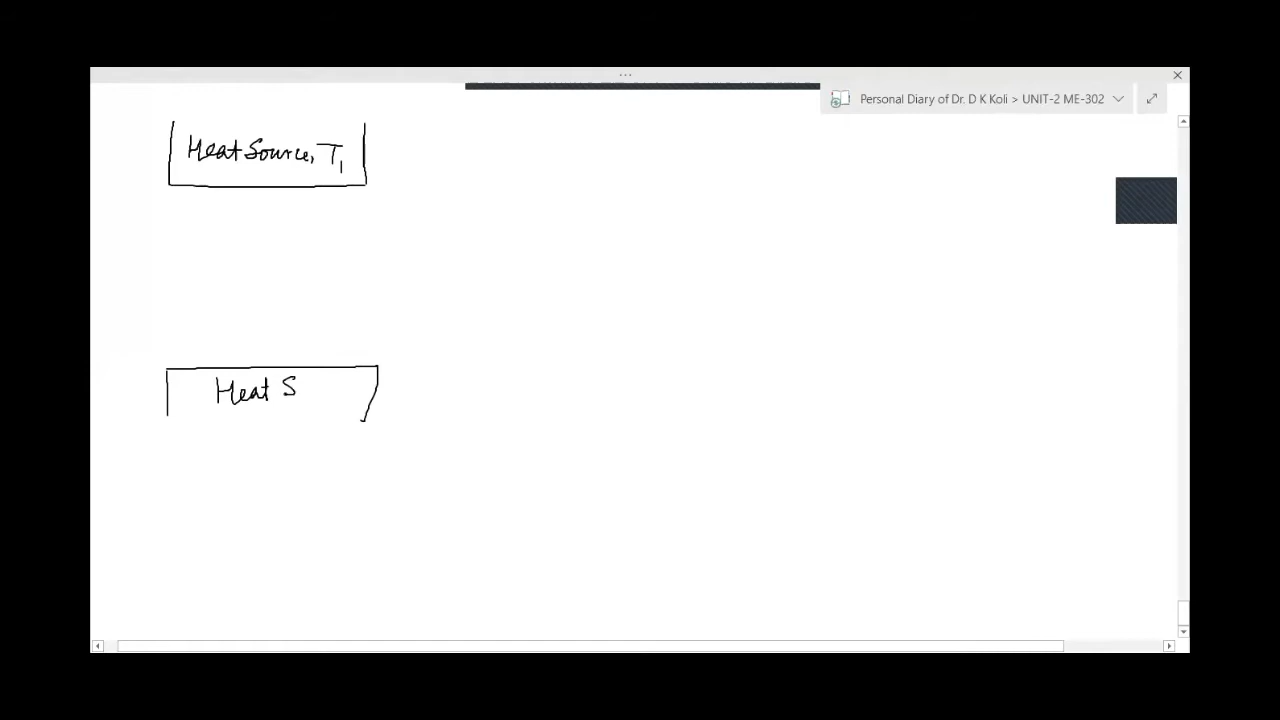 Personal Diary of Dr. D K Koli > UNIT-2 ME-302
Heat Source, T1
Heat S